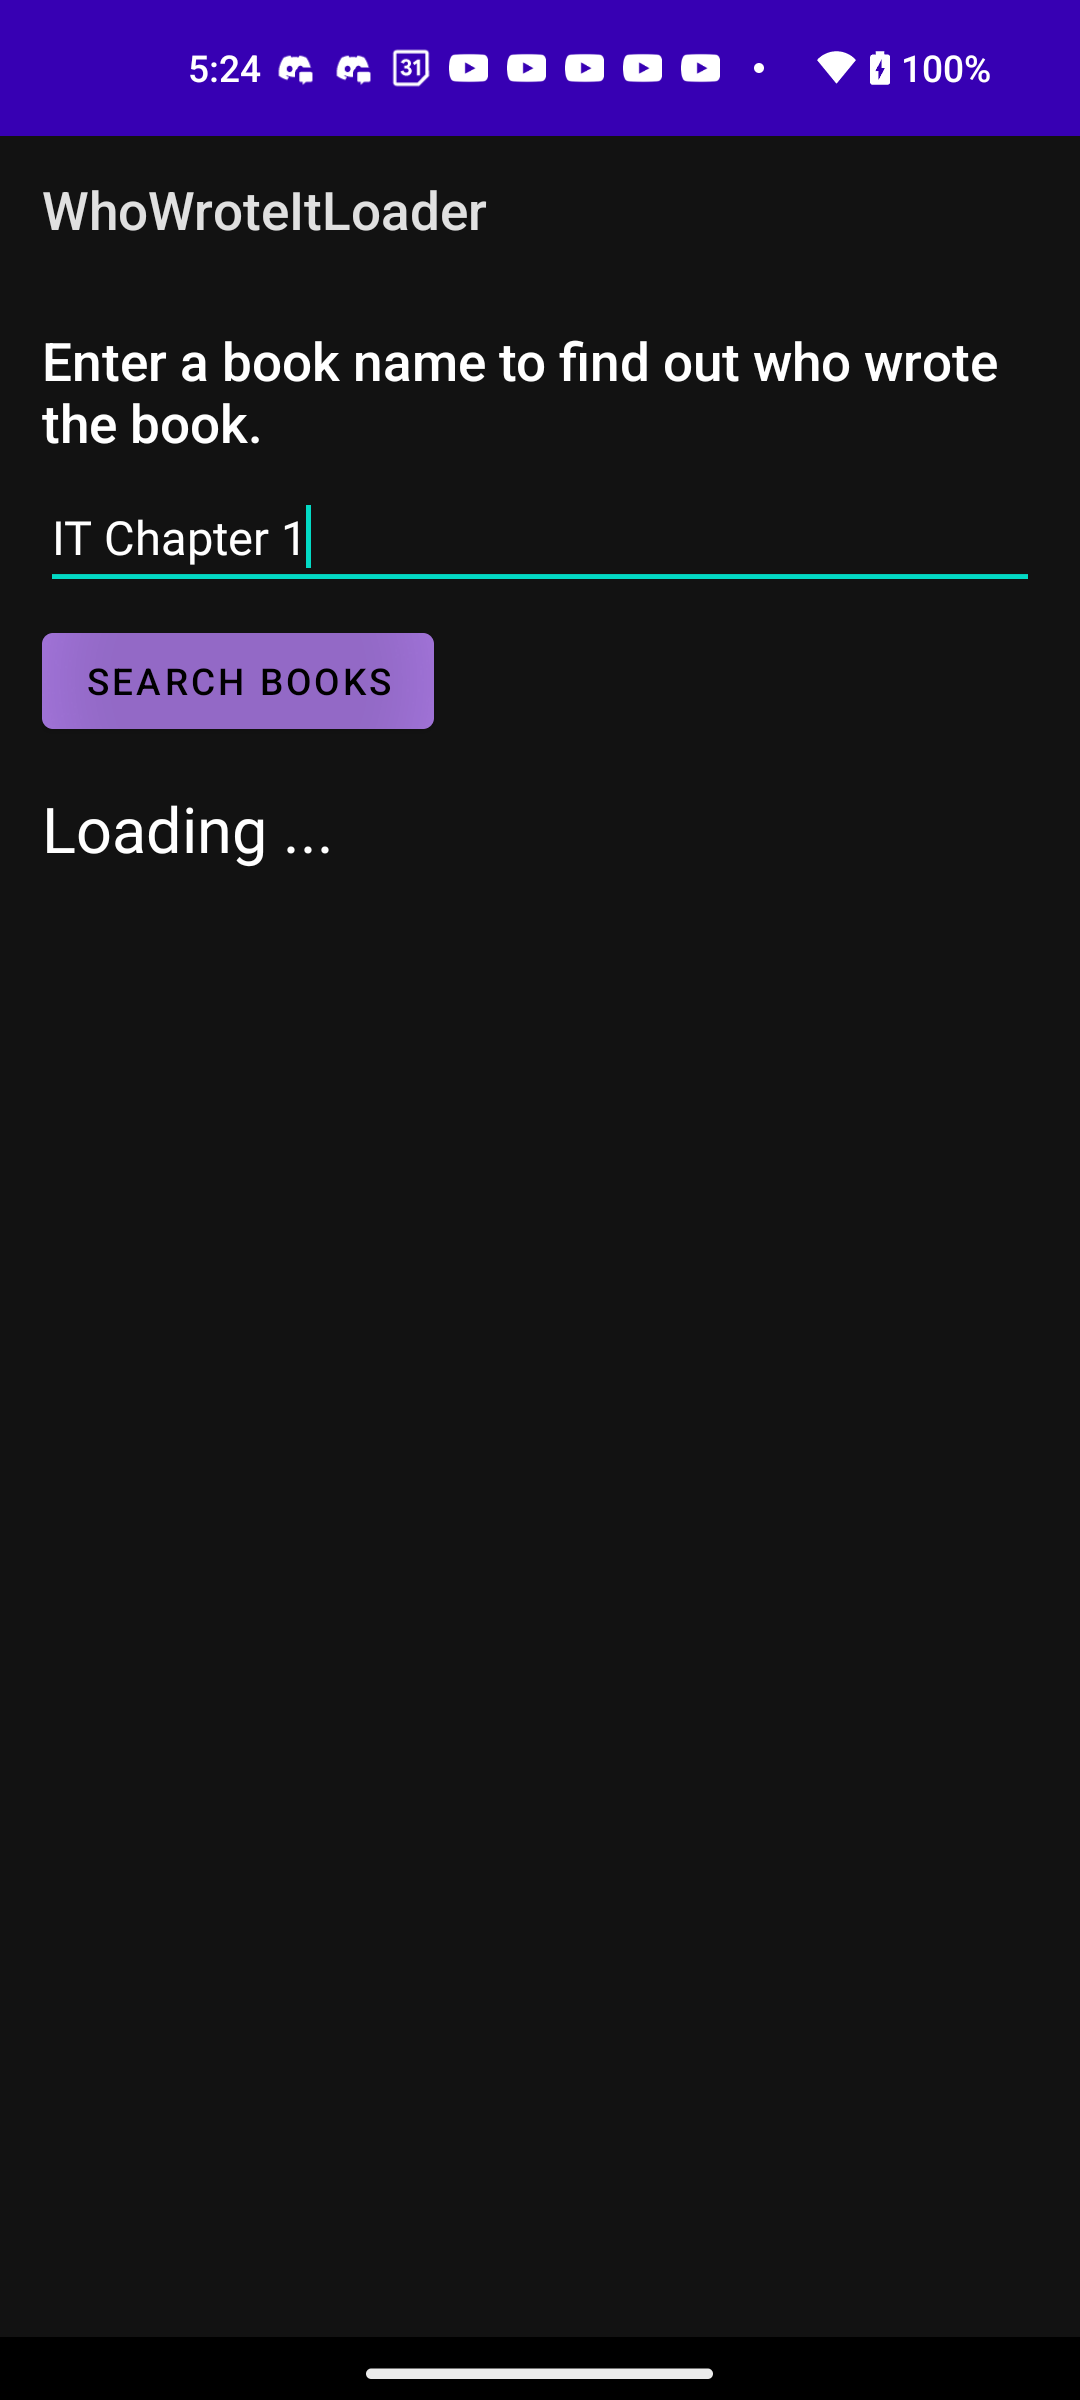 5:24 31 100%
WhoWroteItLoader
Enter a book name to find out who wrote
the book.
IT Chapter 1
SEARCH BOOKS
Loading ...